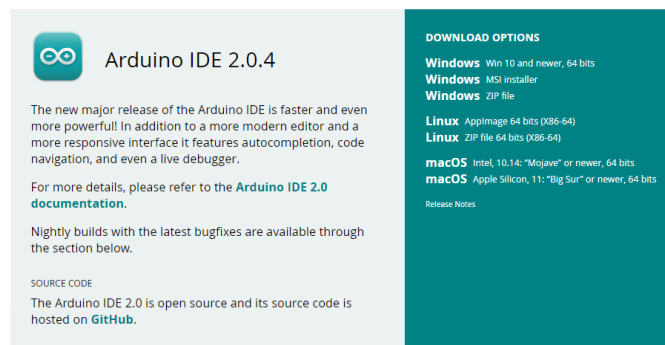 Arduino IDE 2.0.4
The new major release of the Arduino IDE is faster and even
more powerful! In addition to a more modern editor and a
more responsive interface it features autocompletion, code
navigation, and even a live debugger.
For more details, please refer to the Arduino IDE 2.0
documentation.
Nightly builds with the latest bugfixes are available through
the section below.
SOURCE CODE
The Arduino IDE 2.0 is open source and its source code is
hosted on GitHub.
DOWNLOAD OPTIONS
Windows Win 10 and newer, 64 bits
Windows MSI installer
Windows ZIP file
Linux AppImage 64 bits (X86-64)
Linux ZIP file 64 bits (X86-64)
macOS Intel, 10.14: “Mojave” or newer, 64 bits
macOS Apple Silicon, 11: “Big Sur” or newer, 64 bits
Release Notes